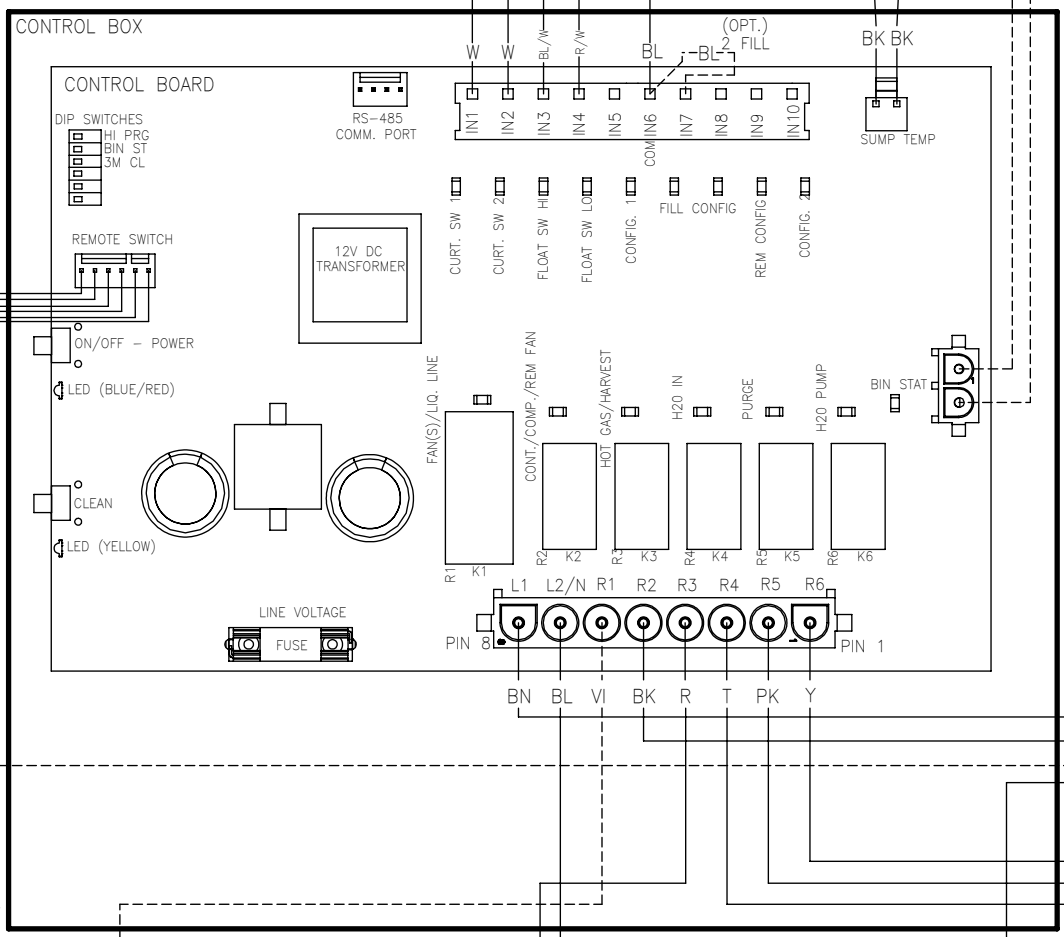 CONTROL BOX
W
W
BL/W
R/W
BL
BL
(OPT.)
2 FILL
BK
BK
CONTROL BOARD
RS-485
COMM. PORT
IN1
IN2
IN3
IN4
IN5
IN6
IN7
IN8
IN9
IN10
COM
SUMP TEMP
DIP SWITCHES
HI PRG
BIN ST
3M CL
CURT. SW 1
CURT. SW 2
FLOAT SW HI
FLOAT SW LO
CONFIG. 1
FILL CONFIG
REM CONFIG
CONFIG. 2
REMOTE SWITCH
12V DC
TRANSFORMER
ON/OFF - POWER
LED (BLUE/RED)
FAN(S)/LIQ. LINE
CONT./COMP./REM FAN
HOT GAS/HARVEST
H20 IN
PURGE
H20 PUMP
BIN STAT
1
CLEAN
LED (YELLOW)
R1
K1
R2
K2
R3
K3
R4
K4
R5
K5
R6
K6
L1
L2/N
R1
R2
R3
R4
R5
R6
LINE VOLTAGE
FUSE
PIN 8
8
1
PIN 1
BN
BL
VI
BK
R
T
PK
Y